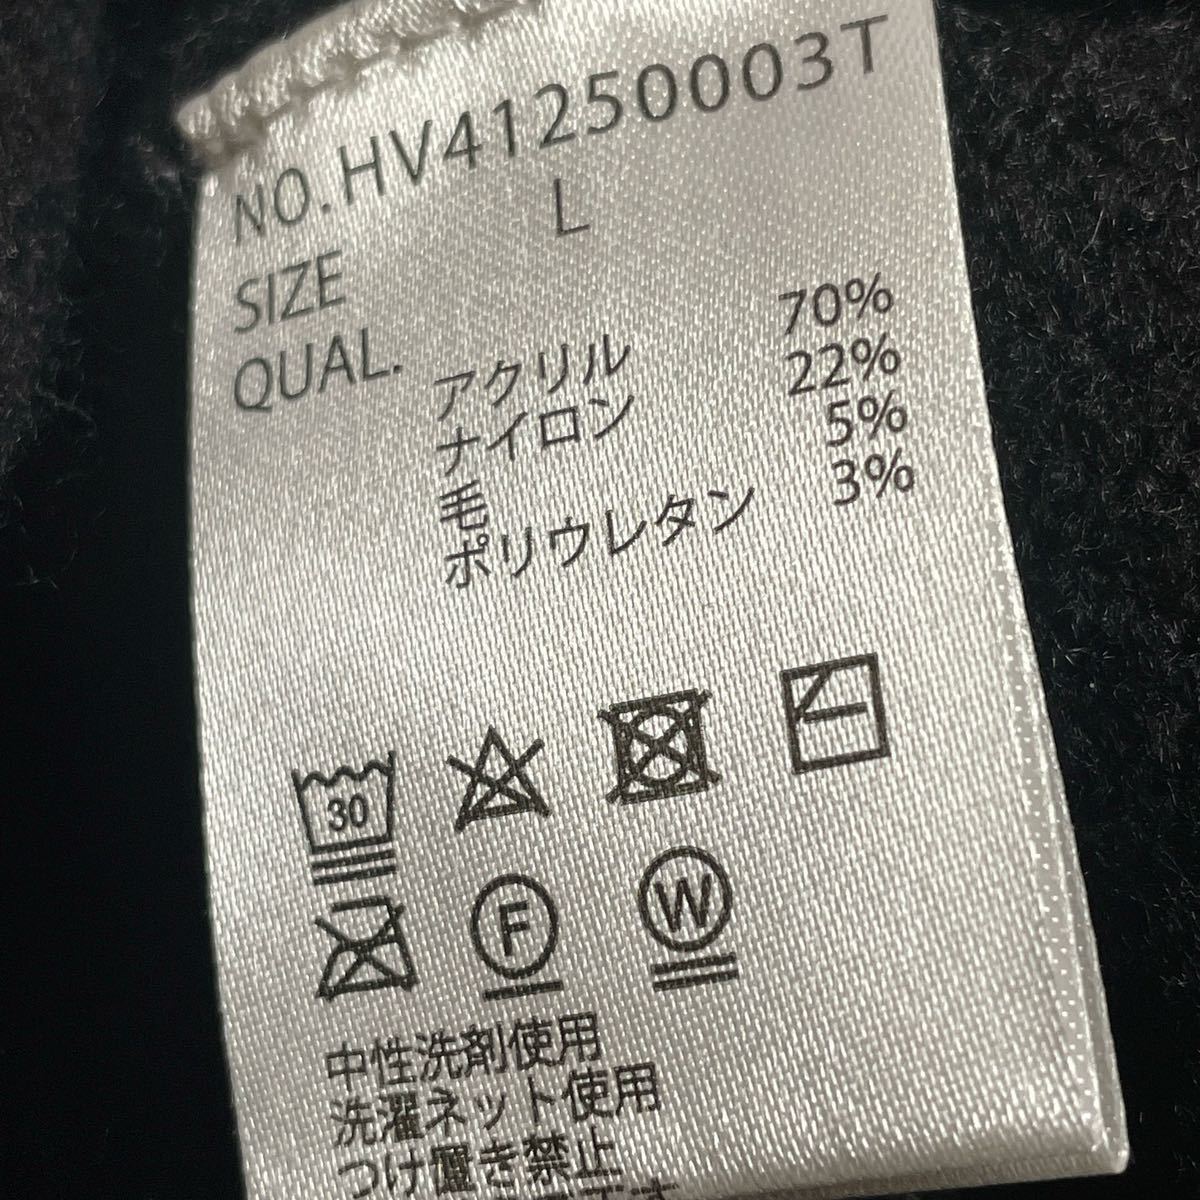 NO.HV41250003T
SIZE L
QUAL.
アクリル 70%
ナイロン 22%
毛 5%
ポリウレタン 3%
30
F W
中性洗剤使用
洗濯ネット使用
つけ置き禁止